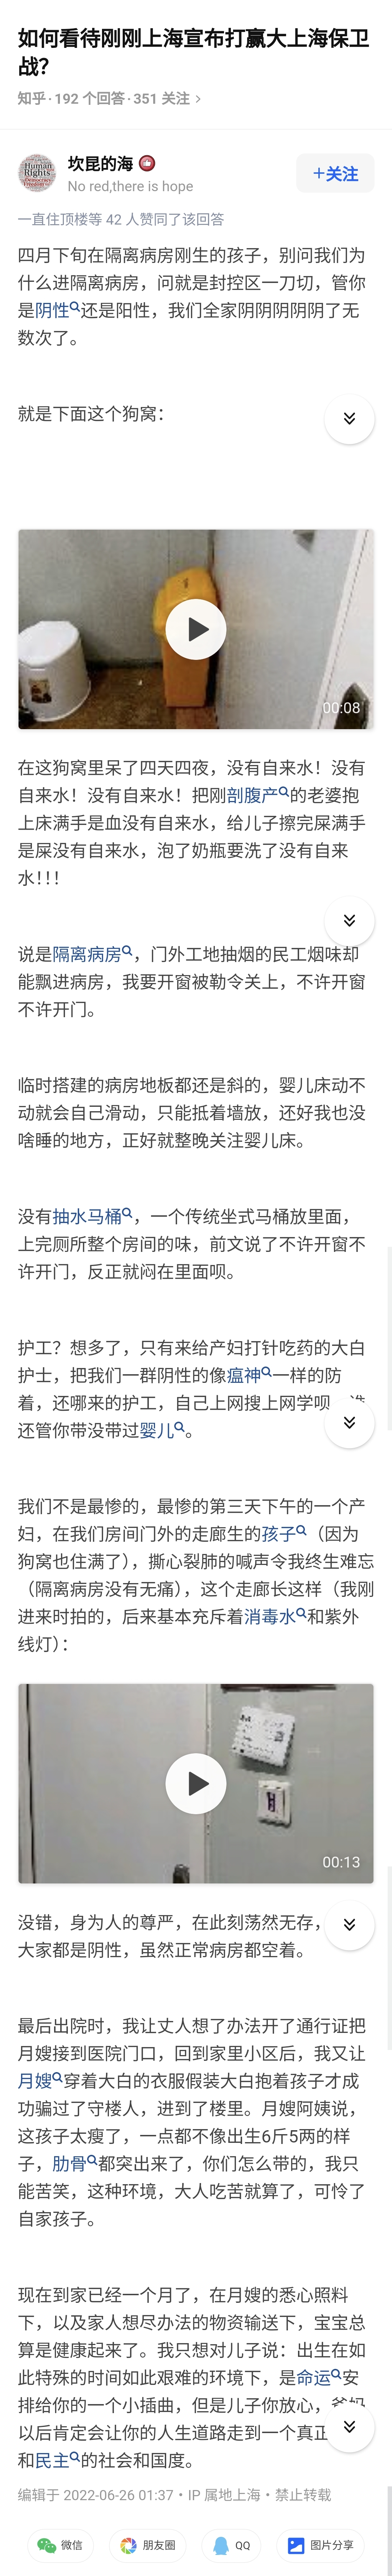 如何看待刚刚上海宣布打赢大上海保卫
战？
知乎 · 192 个回答 · 351 关注 >
Human Rights
坎昆的海
No red,there is hope
+关注
一直住顶楼等 42 人赞同了该回答
四月下旬在隔离病房刚生的孩子，别问我们为
什么进隔离病房，问就是封控区一刀切，管你
是阴性还是阳性，我们全家阴阴阴阴阴了无
数次了。
就是下面这个狗窝：
00:08
在这狗窝里呆了四天四夜，没有自来水！没有
自来水！没有自来水！把刚剖腹产的老婆抱
上床满手是血没有自来水，给儿子擦完屎满手
是屎没有自来水，泡了奶瓶要洗了没有自来
水!!!
说是隔离病房，门外工地抽烟的民工烟味却
能飘进病房，我要开窗被勒令关上，不许开窗
不许开门。
临时搭建的病房地板都还是斜的，婴儿床动不
动就会自己滑动，只能抵着墙放，还好我也没
啥睡的地方，正好就整晚关注婴儿床。
没有抽水马桶，一个传统坐式马桶放里面，
上完厕所整个房间的味，前文说了不许开窗不
许开门，反正就闷在里面呗。
护工？想多了，只有来给产妇打针吃药的大白
护士，把我们一群阴性的像瘟神一样的防
着，还哪来的护工，自己上网搜上网学呗
还管你带没带过婴儿。
我们不是最惨的，最惨的第三天下午的一个产
妇，在我们房间门外的走廊生的孩子（因为
狗窝也住满了），撕心裂肺的喊声令我终生难忘
（隔离病房没有无痛），这个走廊长这样（我刚
进来时拍的，后来基本充斥着消毒水和紫外
线灯）：
00:13
没错，身为人的尊严，在此刻荡然无存，
大家都是阴性，虽然正常病房都空着。
最后出院时，我让丈人想了办法开了通行证把
月嫂接到医院门口，回到家里小区后，我又让
月嫂穿着大白的衣服假装大白抱着孩子才成
功骗过了守楼人，进到了楼里。月嫂阿姨说，
这孩子太瘦了，一点都不像出生6斤5两的样
子，肋骨都突出来了，你们怎么带的，我只
能苦笑，这种环境，大人吃苦就算了，可怜了
自家孩子。
现在到家已经一个月了，在月嫂的悉心照料
下，以及家人想尽办法的物资输送下，宝宝总
算是健康起来了。我只想对儿子说：出生在如
此特殊的时间如此艰难的环境下，是命运安
排给你的一个小插曲，但是儿子你放心，爸妈
以后肯定会让你的人生道路走到一个真正
和民主的社会和国度。
编辑于 2022-06-26 01:37 · IP 属地上海 · 禁止转载
微信
朋友圈
QQ
图片分享